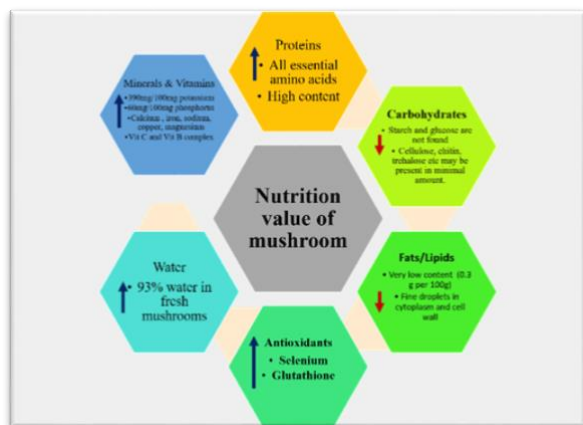 Proteins
• All essential
amino acids
• High content
Carbohydrates
• Starch and glucose are
not found
• Cellulose, chitin,
trehalose etc may be
present in minimal
amount.
Fats/Lipids
• Very low content (0.3
g per 100g)
• Fine droplets in
cytoplasm and cell
wall
Antioxidants
• Selenium
• Glutathione
Water
• 93% water in
fresh
mushrooms
Minerals & Vitamins
potassium
phosphorus
• Calcium, iron, sodium,
copper, magnesium
• Vit C and Vit B complex
Nutrition
value of
mushroom